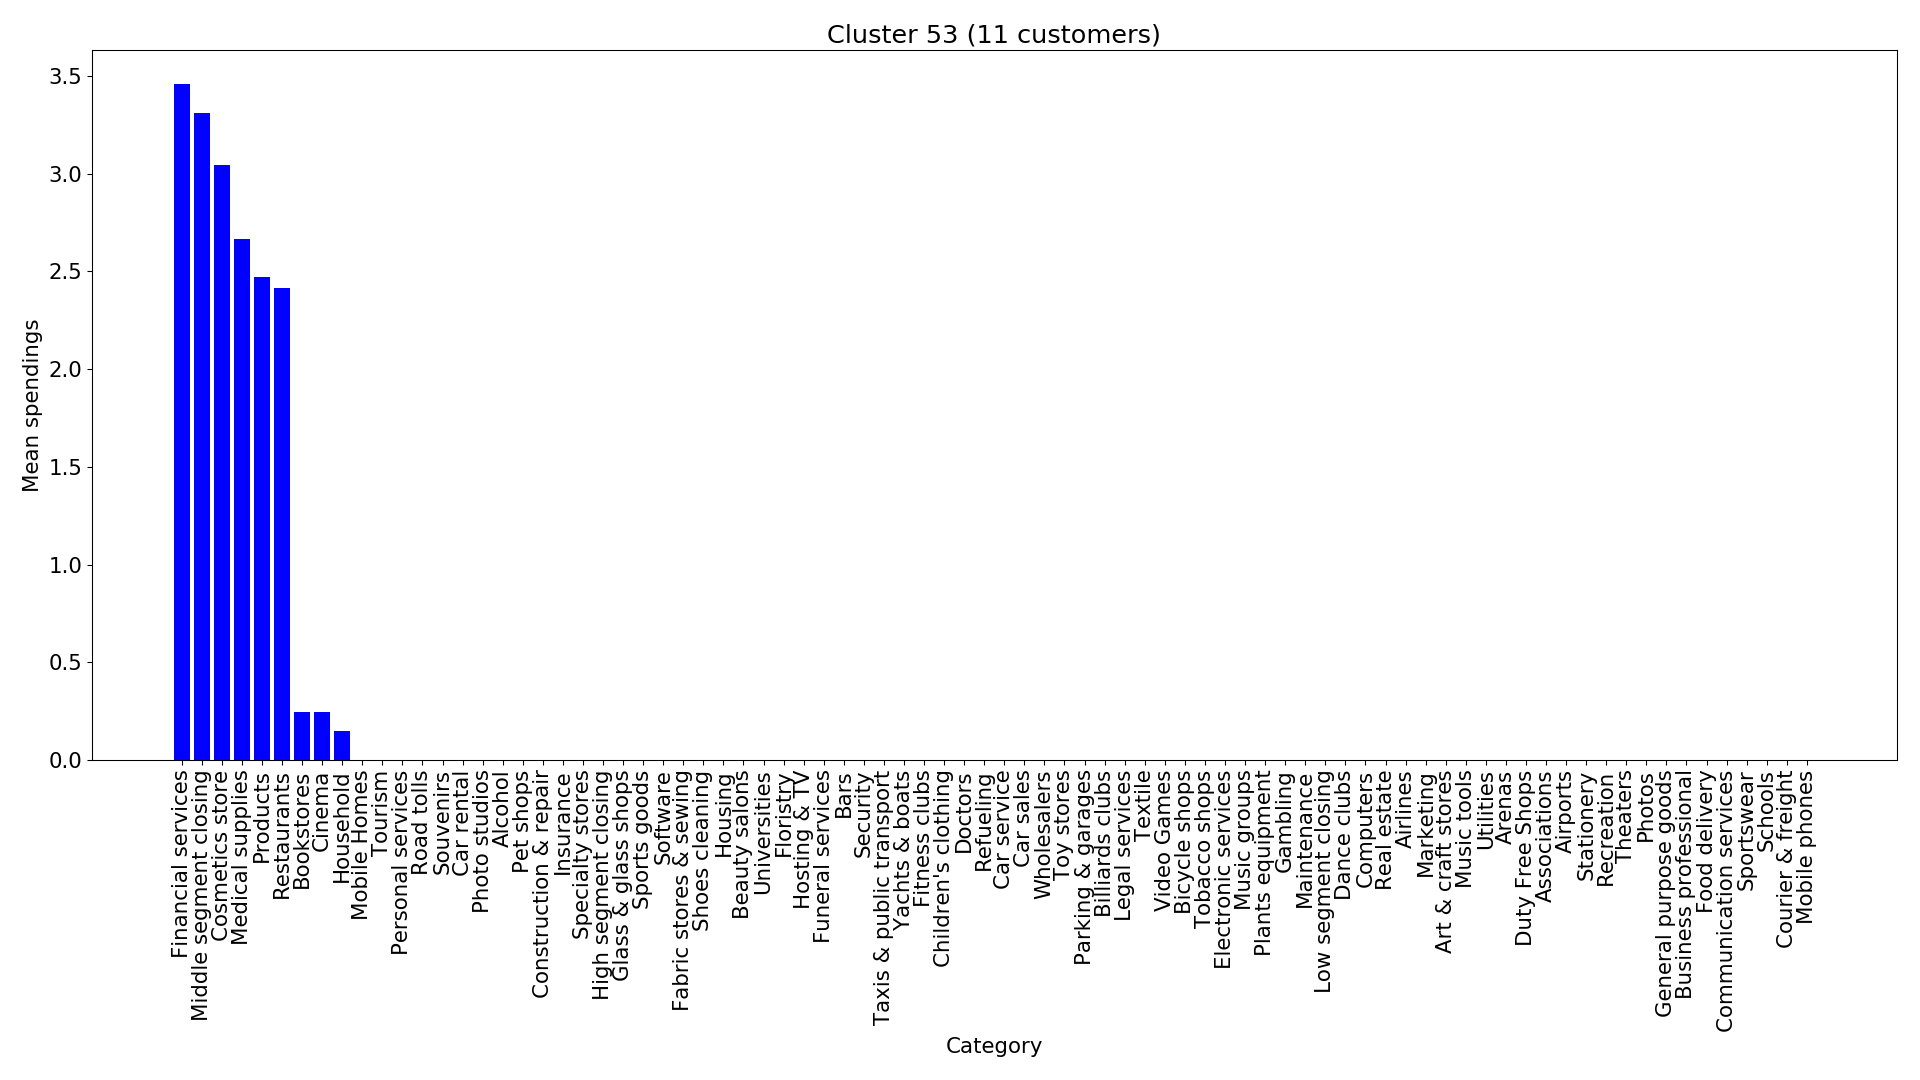 Cluster 53 (11 customers)
3.5
3.0
2.5
2.0
1.5
1.0
0.5
0.0
Mean spendings
Financial services
Middle segment closing
Cosmetics store
Medical supplies
Products
Restaurants
Bookstores
Cinema
Household
Mobile Homes
Tourism
Personal services
Road tolls
Souvenirs
Car rental
Photo studios
Alcohol
Pet shops
Construction & repair
Insurance
Specialty stores
High segment closing
Glass & glass shops
Sports goods
Software
Fabric stores & sewing
Shoes cleaning
Housing
Beauty salons
Universities
Floristry
Hosting & TV
Funeral services
Bars
Security
Taxis & public transport
Yachts & boats
Fitness clubs
Children's clothing
Doctors
Refueling
Car service
Car sales
Wholesalers
Toy stores
Parking & garages
Billiards clubs
Legal services
Textile
Video Games
Bicycle shops
Tobacco shops
Electronic services
Music groups
Plants equipment
Gambling
Maintenance
Low segment closing
Dance clubs
Computers
Real estate
Airlines
Marketing
Art & craft stores
Music tools
Utilities
Arenas
Duty Free Shops
Associations
Airports
Stationery
Recreation
Theaters
Photos
General purpose goods
Business professional
Food delivery
Communication services
Sportswear
Schools
Courier & freight
Mobile phones
Category